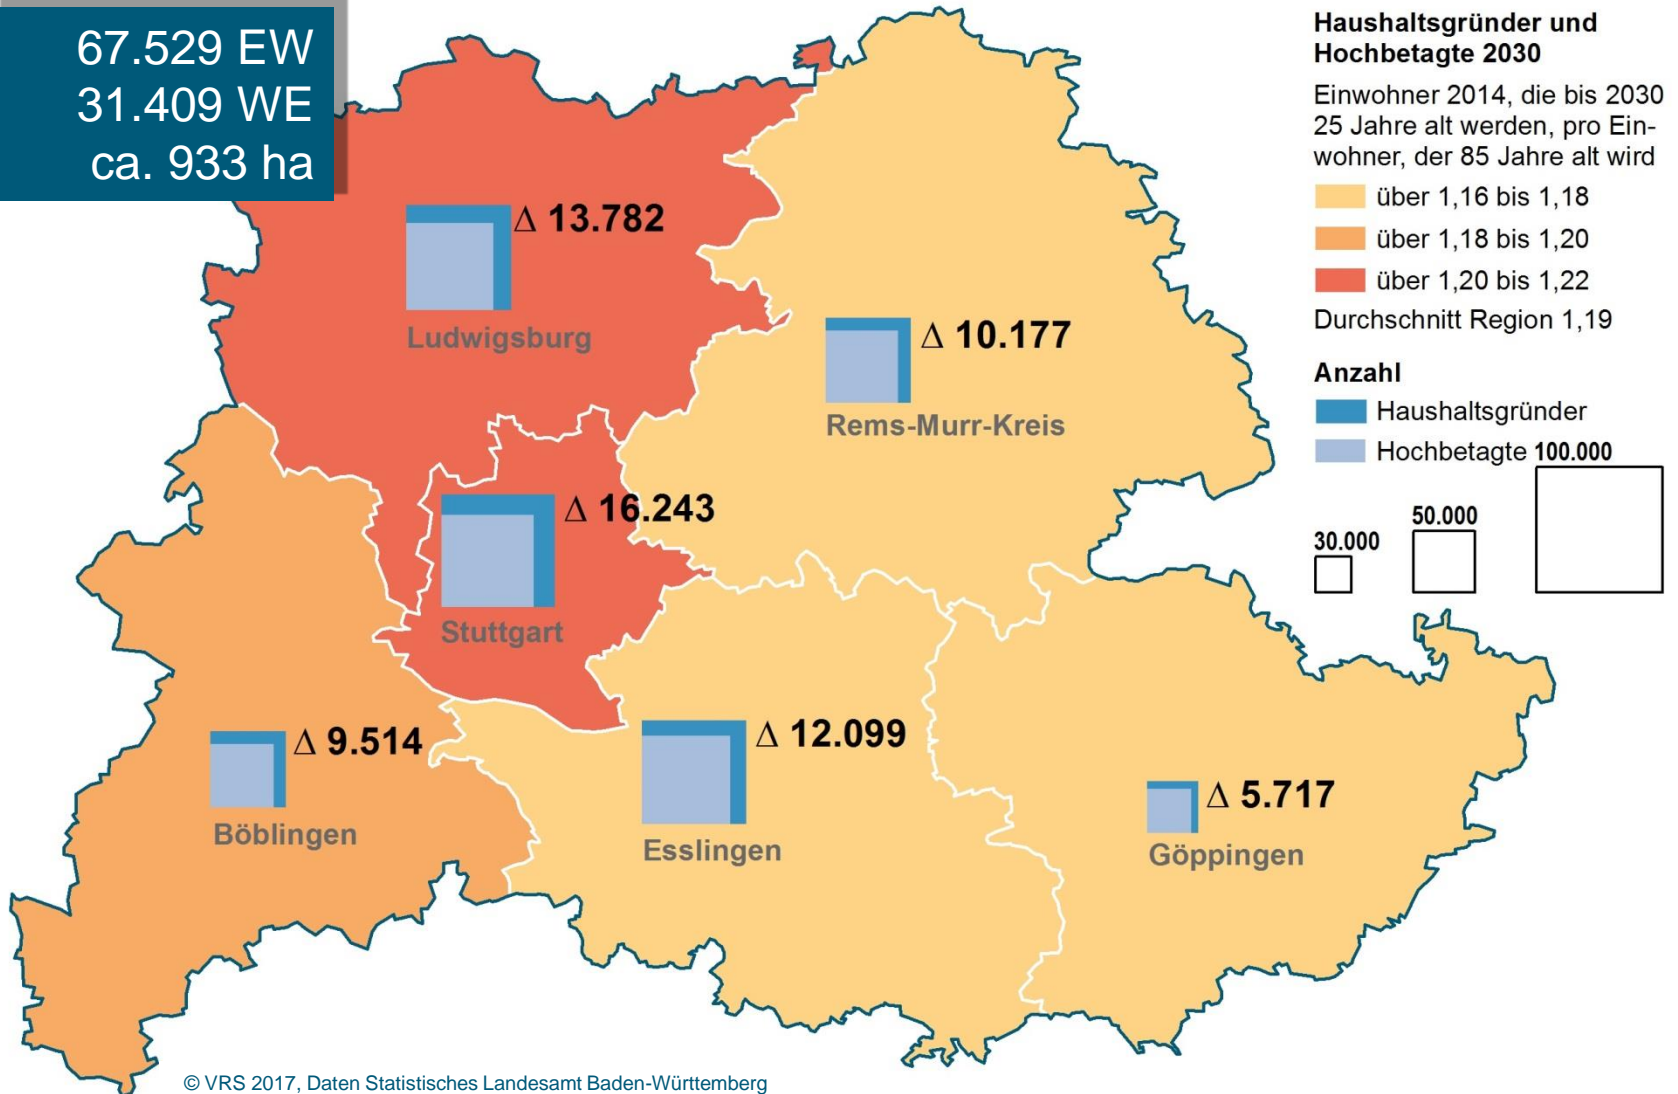 67.529 EW
31.409 WE
ca. 933 ha
Haushaltsgründer und
Hochbetagte 2030
Einwohner 2014, die bis 2030
25 Jahre alt werden, pro Ein-
wohner, der 85 Jahre alt wird
über 1,16 bis 1,18
über 1,18 bis 1,20
über 1,20 bis 1,22
Durchschnitt Region 1,19
Anzahl
Haushaltsgründer
Hochbetagte
100.000
50.000
30.000
Δ 13.782
Ludwigsburg
Δ 10.177
Rems-Murr-Kreis
Δ 16.243
Stuttgart
Δ 9.514
Böblingen
Δ 12.099
Esslingen
Δ 5.717
Göppingen
© VRS 2017, Daten Statistisches Landesamt Baden-Württemberg